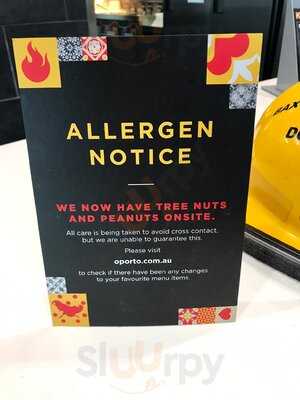 ALLERGEN
NOTICE
WE NOW HAVE TREE NUTS
AND PEANUTS ONSITE.
All care is being taken to avoid cross contact,
but we are unable to guarantee this.
Please visit
oporto.com.au
to check if there have been any changes
to your favourite menu items.
Sluurpy